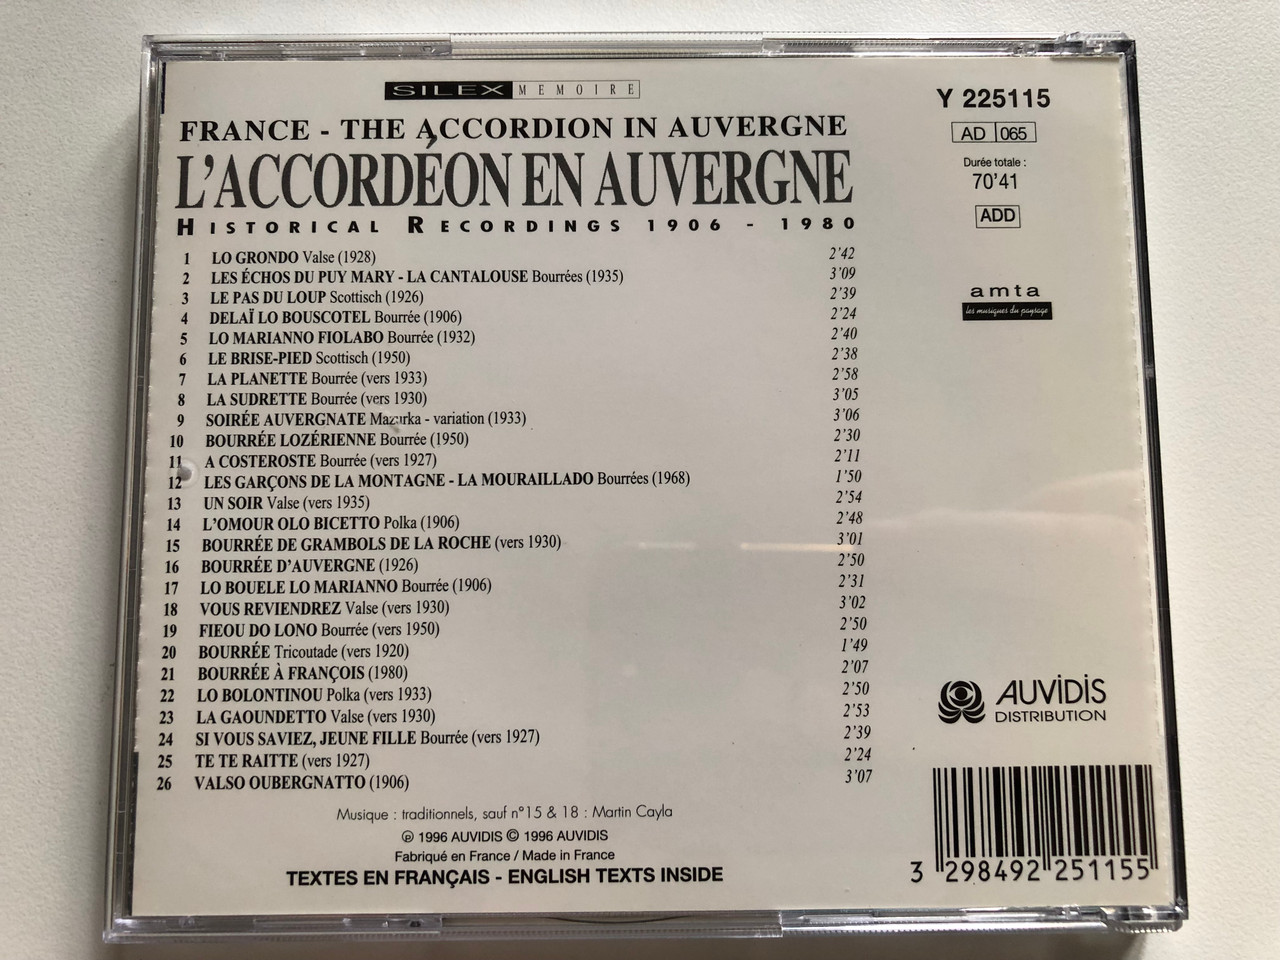 SILEX MEMOIRE
FRANCE - THE ACCORDION IN AUVERGNE
L'ACCORDÉON EN AUVERGNE
HISTORICAL RECORDINGS 1906 - 1980
1 LO GRONDO Valse (1928) 2'42
2 LES ÉCHOS DU PUY MARY - LA CANTALOUSE Bourrées (1935) 3'09
3 LE PAS DU LOUP Scottisch (1926) 2'39
4 DELAÏ LO BOUSCOTEL Bourrée (1906) 2'24
5 LO MARIANNO FIOLABO Bourrée (1932) 2'40
6 LE BRISE-PIED Scottisch (1950) 2'38
7 LA PLANETTE Bourrée (vers 1933) 2'58
8 LA SUDRETTE Bourrée (vers 1930) 3'05
9 SOIRÉE AUVERGNATE Mazurka - variation (1933) 3'06
10 BOURRÉE LOZÉRIENNE Bourrée (1950) 2'30
11 A COSTEROSTE Bourrée (vers 1927) 2'11
12 LES GARÇONS DE LA MONTAGNE - LA MOURAILLADO Bourrées (1968) 1'50
13 UN SOIR Valse (vers 1935) 2'54
14 L'OMOUR OLO BICETTO Polka (1906) 2'48
15 BOURRÉE DE GRAMBOLS DE LA ROCHE (vers 1930) 3'01
16 BOURRÉE D'AUVERGNE (1926) 2'50
17 LO BOUELE LO MARIANNO Bourrée (1906) 2'31
18 VOUS REVIENDREZ Valse (vers 1930) 3'02
19 FIEOU DO LONO Bourrée (vers 1950) 2'50
20 BOURRÉE Tricoutade (vers 1920) 1'49
21 BOURRÉE À FRANÇOIS (1980) 2'07
22 LO BOLONTINOU Polka (vers 1933) 2'50
23 LA GAOUNDETTO Valse (vers 1930) 2'53
24 SI VOUS SAVIEZ, JEUNE FILLE Bourrée (vers 1927) 2'39
25 TE TE RAITTE (vers 1927) 2'24
26 VALSO OUBERGNATTO (1906) 3'07
Musique : traditionnels, sauf n°15 & 18 : Martin Cayla
℗ 1996 AUVIDIS © 1996 AUVIDIS
Fabriqué en France / Made in France
TEXTES EN FRANÇAIS - ENGLISH TEXTS INSIDE
Y 225115
AD 065
Durée totale :
70'41
ADD
amta
les musiques du paysage
AUVIDIS
DISTRIBUTION
3 298492 251155